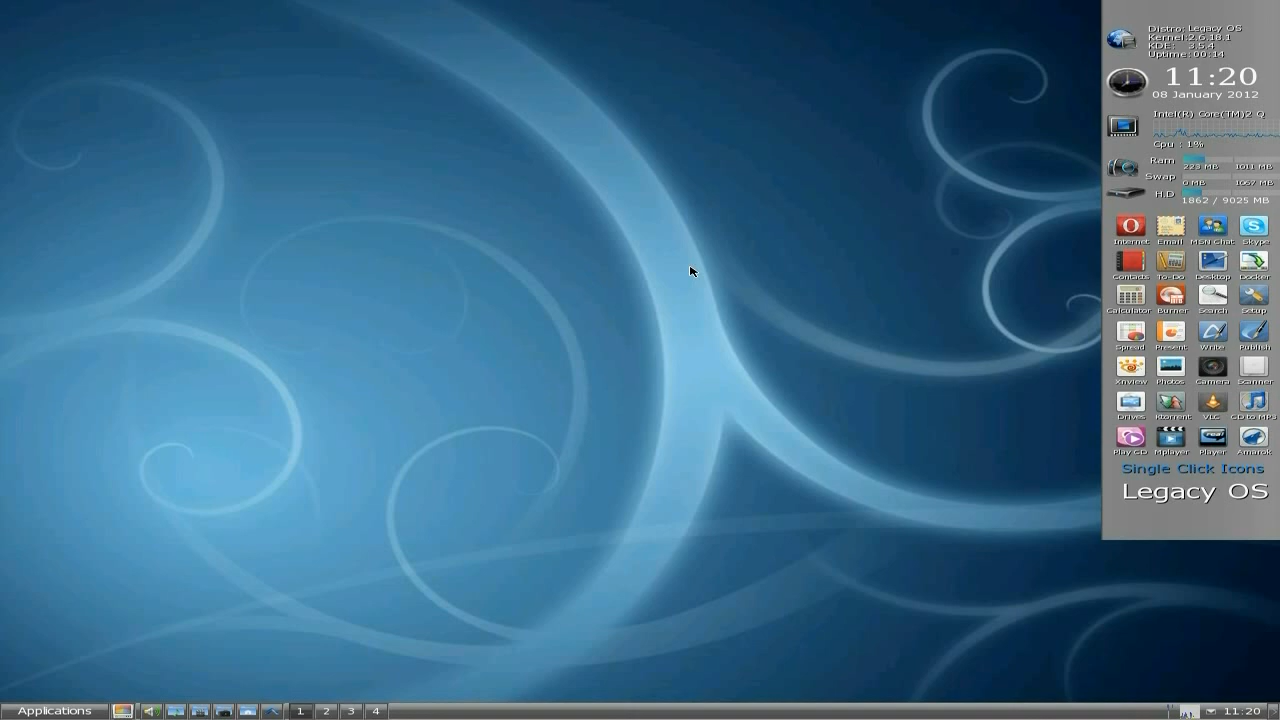 Distro: Legacy OS
Kernel:2.6.18.1
KDE: 3.5.4
Uptime: 00:14
11:20
08 January 2012
Intel(R) Core(TM)2 Q
Cpu : 1%
Ram 223 MB 1011 MB
Swap 0 MB 1067 MB
HD 1862 / 9025 MB
Internet Email MSN Chat Skype
Contacts To-Do Desktop Docker
Calculator Burner Search Setup
Spread Present Write Publish
Xnview Photos Camera Scanner
Drives Ktorrent VLC CD to MP3
Play CD Mplayer Player Amarok
Single Click Icons
Legacy OS
Applications 1 2 3 4 11:20